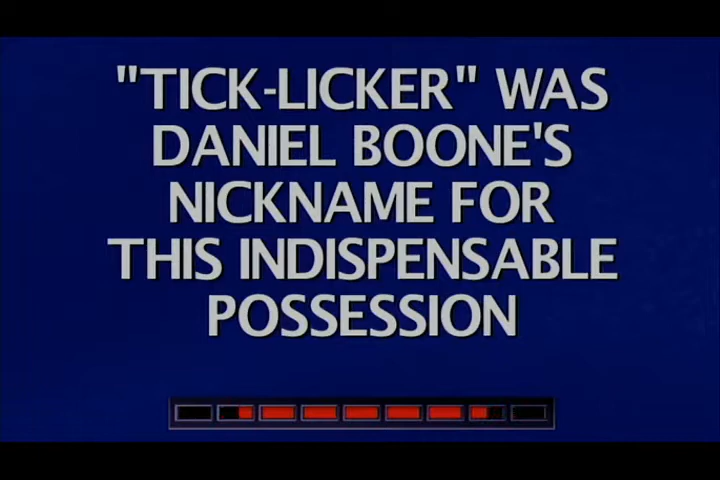 "TICK-LICKER" WAS
DANIEL BOONE'S
NICKNAME FOR
THIS INDISPENSABLE
POSSESSION